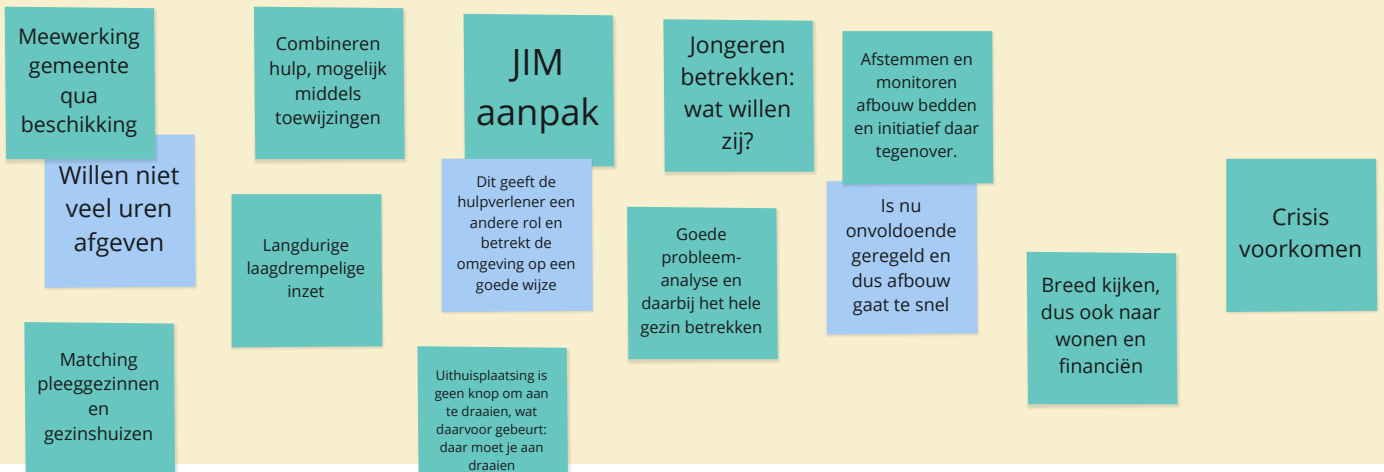 Meewerking
gemeente
qua
beschikking
Willen niet
veel uren
afgeven
Combineren
hulp, mogelijk
middels
toewijzingen
JIM
aanpak
Dit geeft de
hulpverlener een
andere rol en
betrekt de
omgeving op een
goede wijze
Jongeren
betrekken:
wat willen
zij?
Afstemmen en
monitoren
afbouw bedden
en initiatief daar
tegenover.
Is nu
onvoldoende
geregeld en
dus afbouw
gaat te snel
Crisis
voorkomen
Langdurige
laagdrempelige
inzet
Goede
probleem-
analyse en
daarbij het hele
gezin betrekken
Breed kijken,
dus ook naar
wonen en
financiën
Matching
pleeggezinnen
en
gezinshuizen
Uithuisplaatsing is
geen knop om aan
te draaien, wat
daarvoor gebeurt:
daar moet je aan
draaien